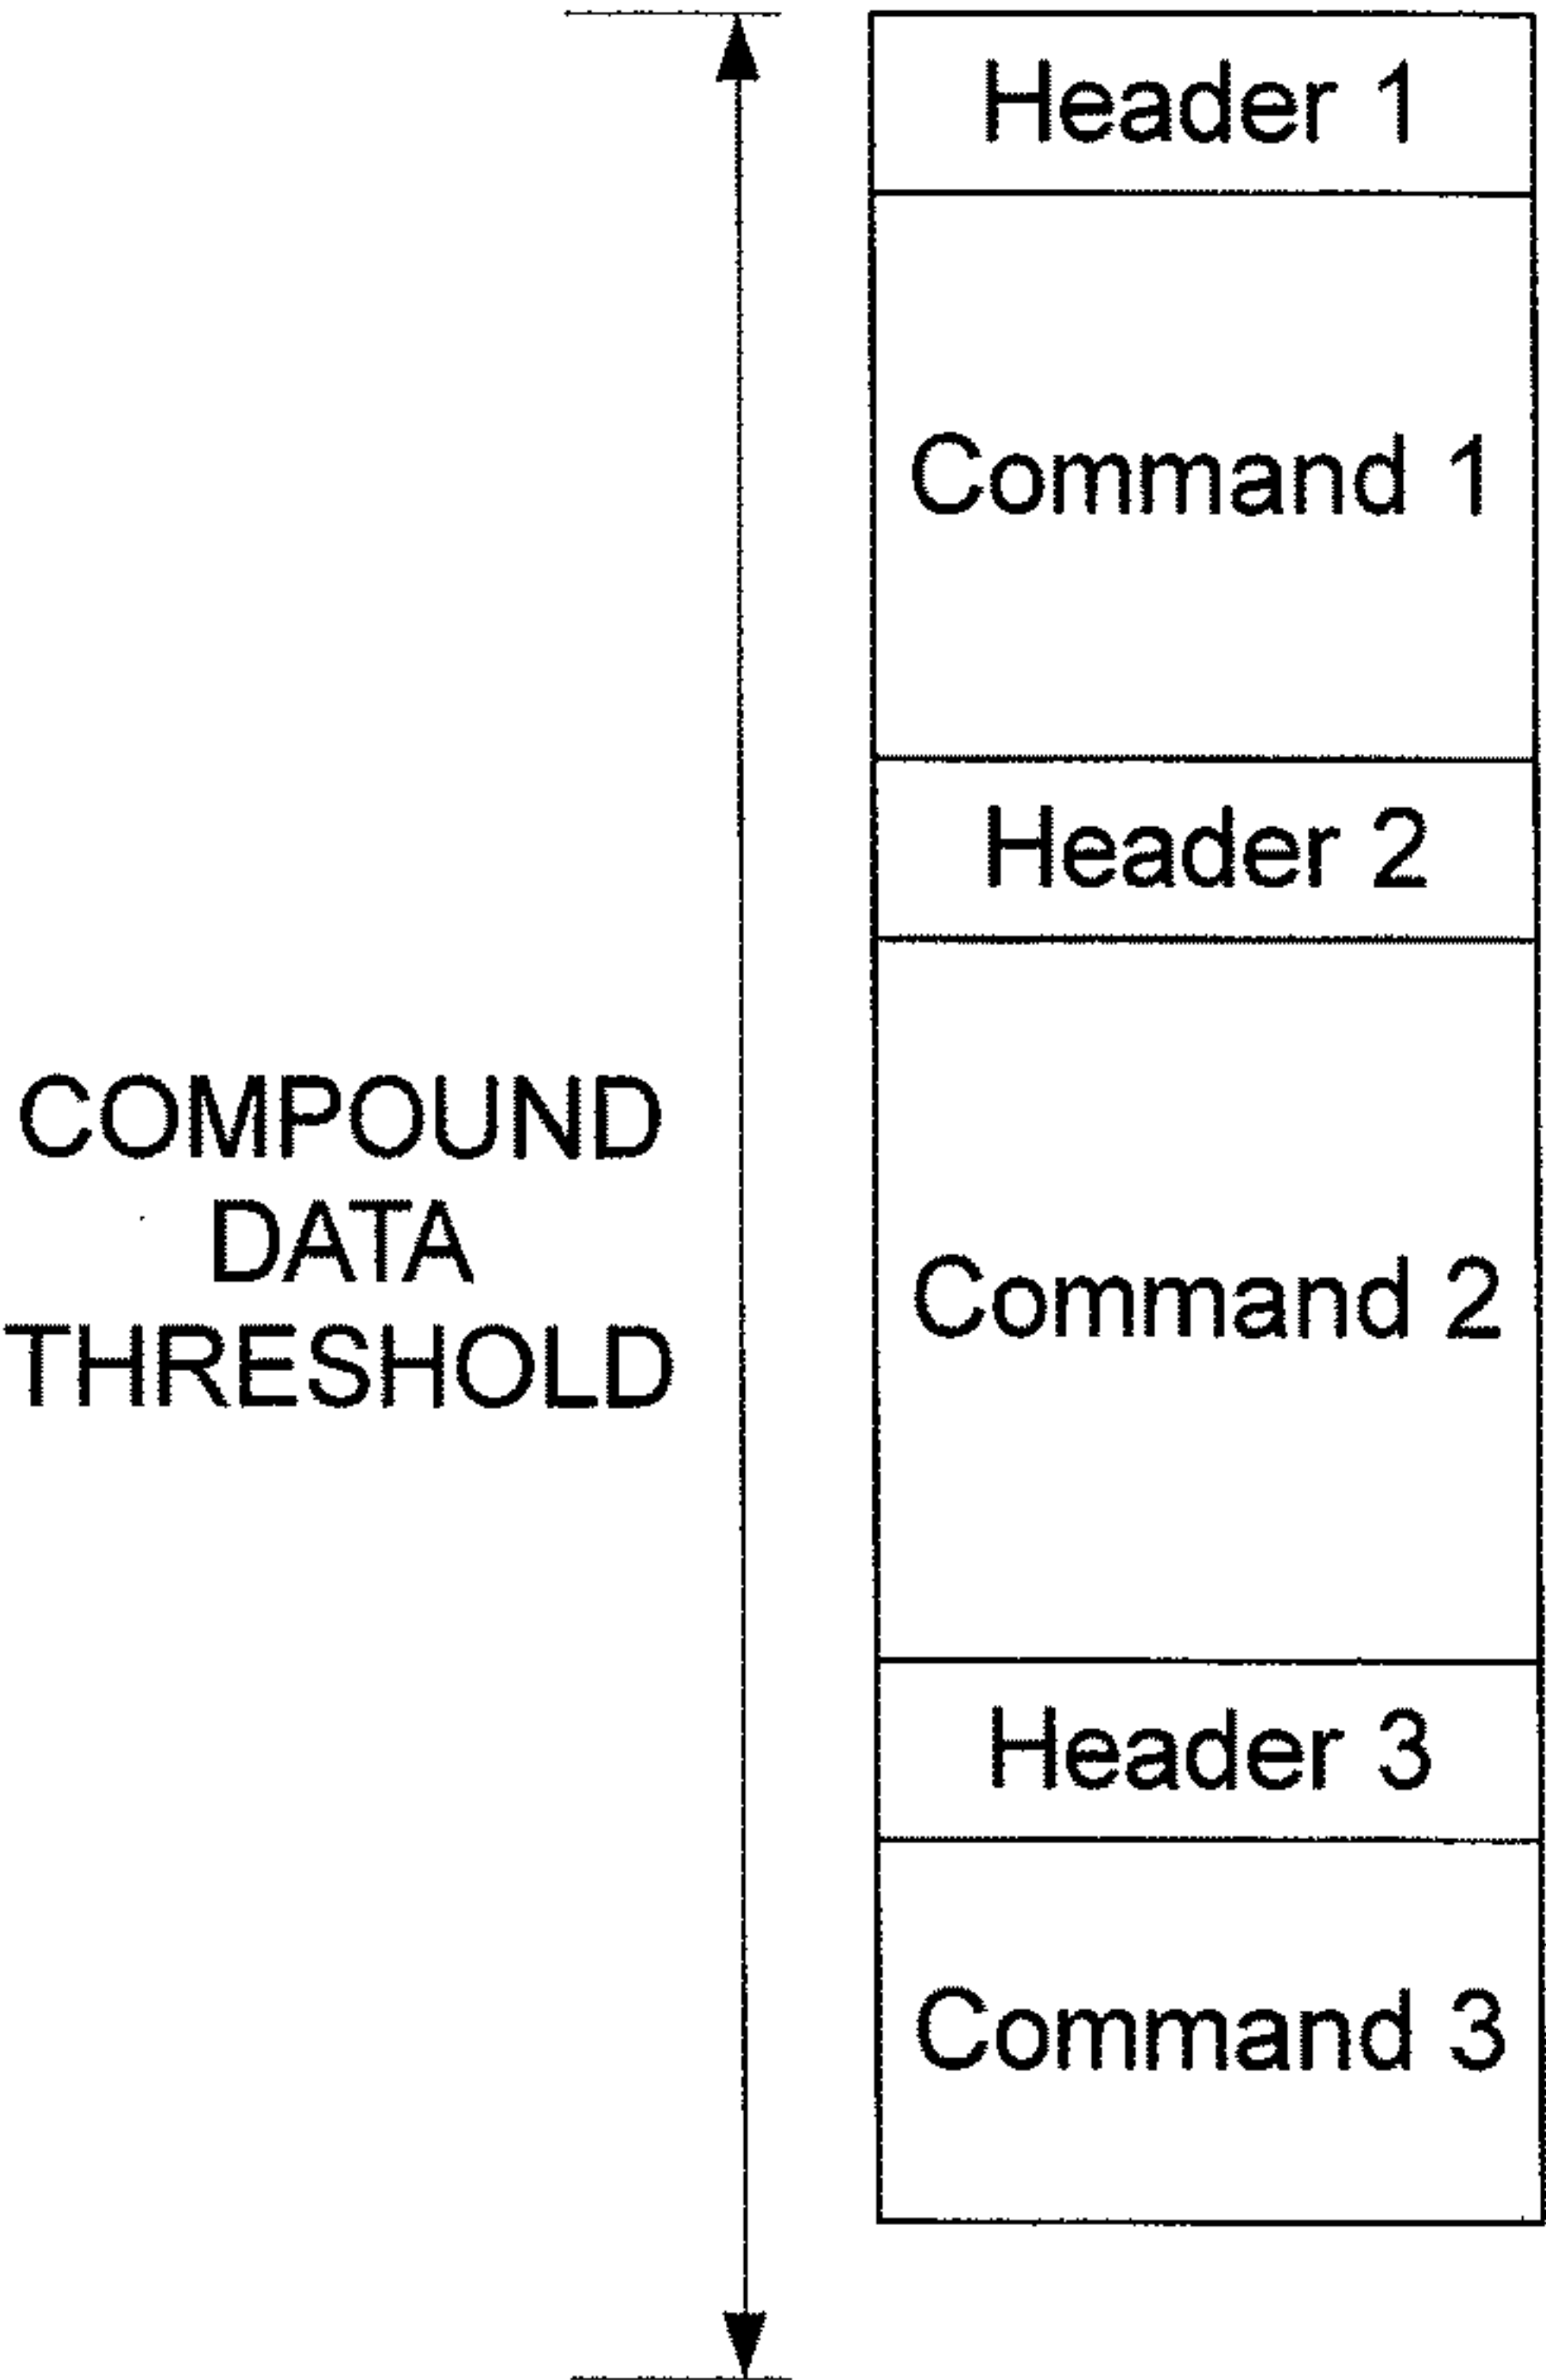 Header 1
Command 1
Header 2
COMPOUND
DATA
THRESHOLD
Command 2
Header 3
Command 3